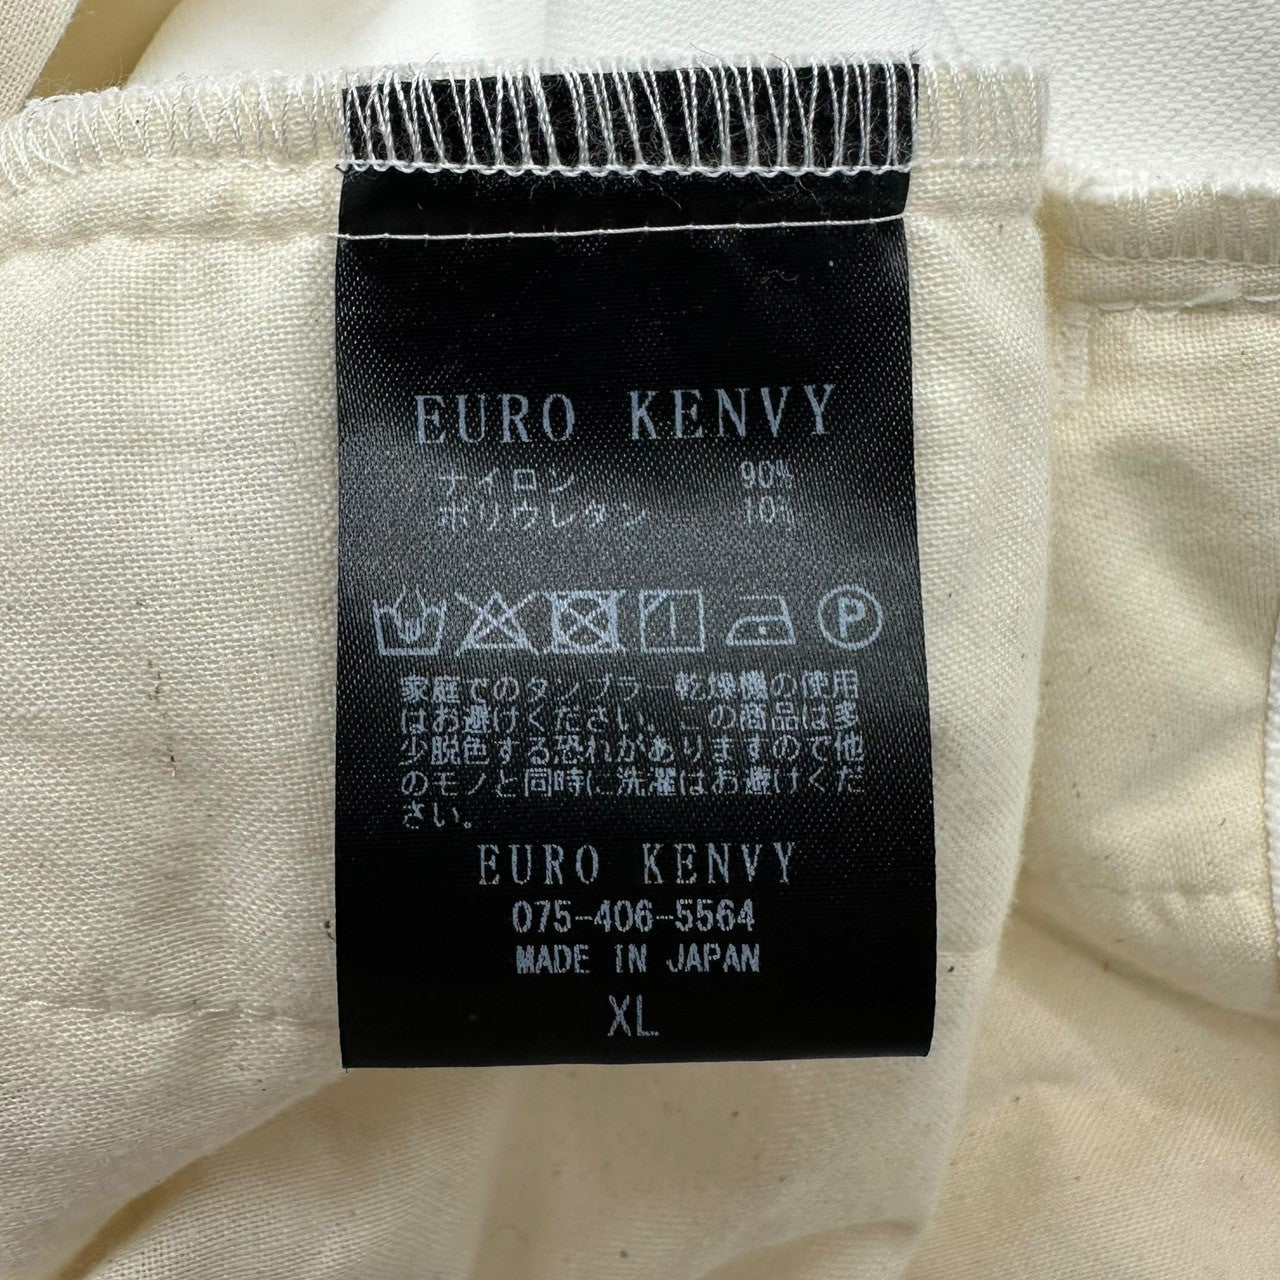 EURO KENVY
ナイロン 90%
ポリウレタン 10%
P
家庭でのタンブラー乾燥機の使用
はお避けください。この商品は多
少脱色する恐れがありますので他
のモノと同時に洗濯はお避けくだ
さい。
EURO KENVY
075-406-5564
MADE IN JAPAN
XL